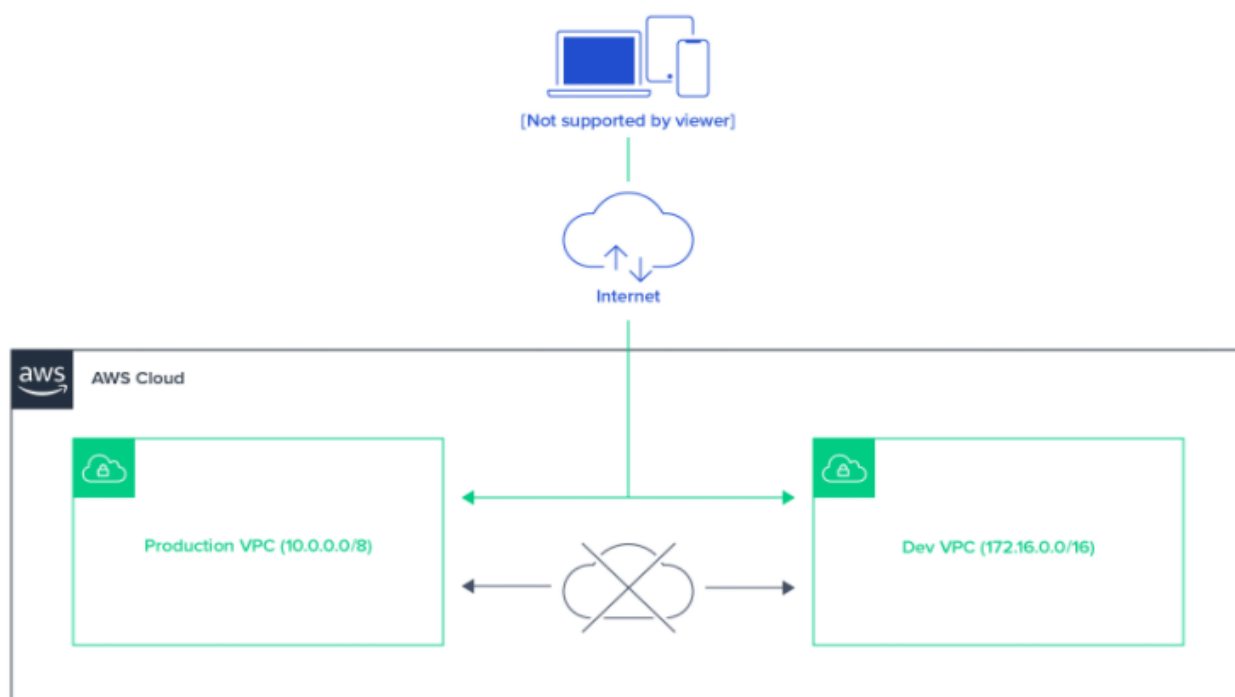 [Not supported by viewer]
Internet
aws
AWS Cloud
Production VPC (10.0.0.0/8)
Dev VPC (172.16.0.0/16)